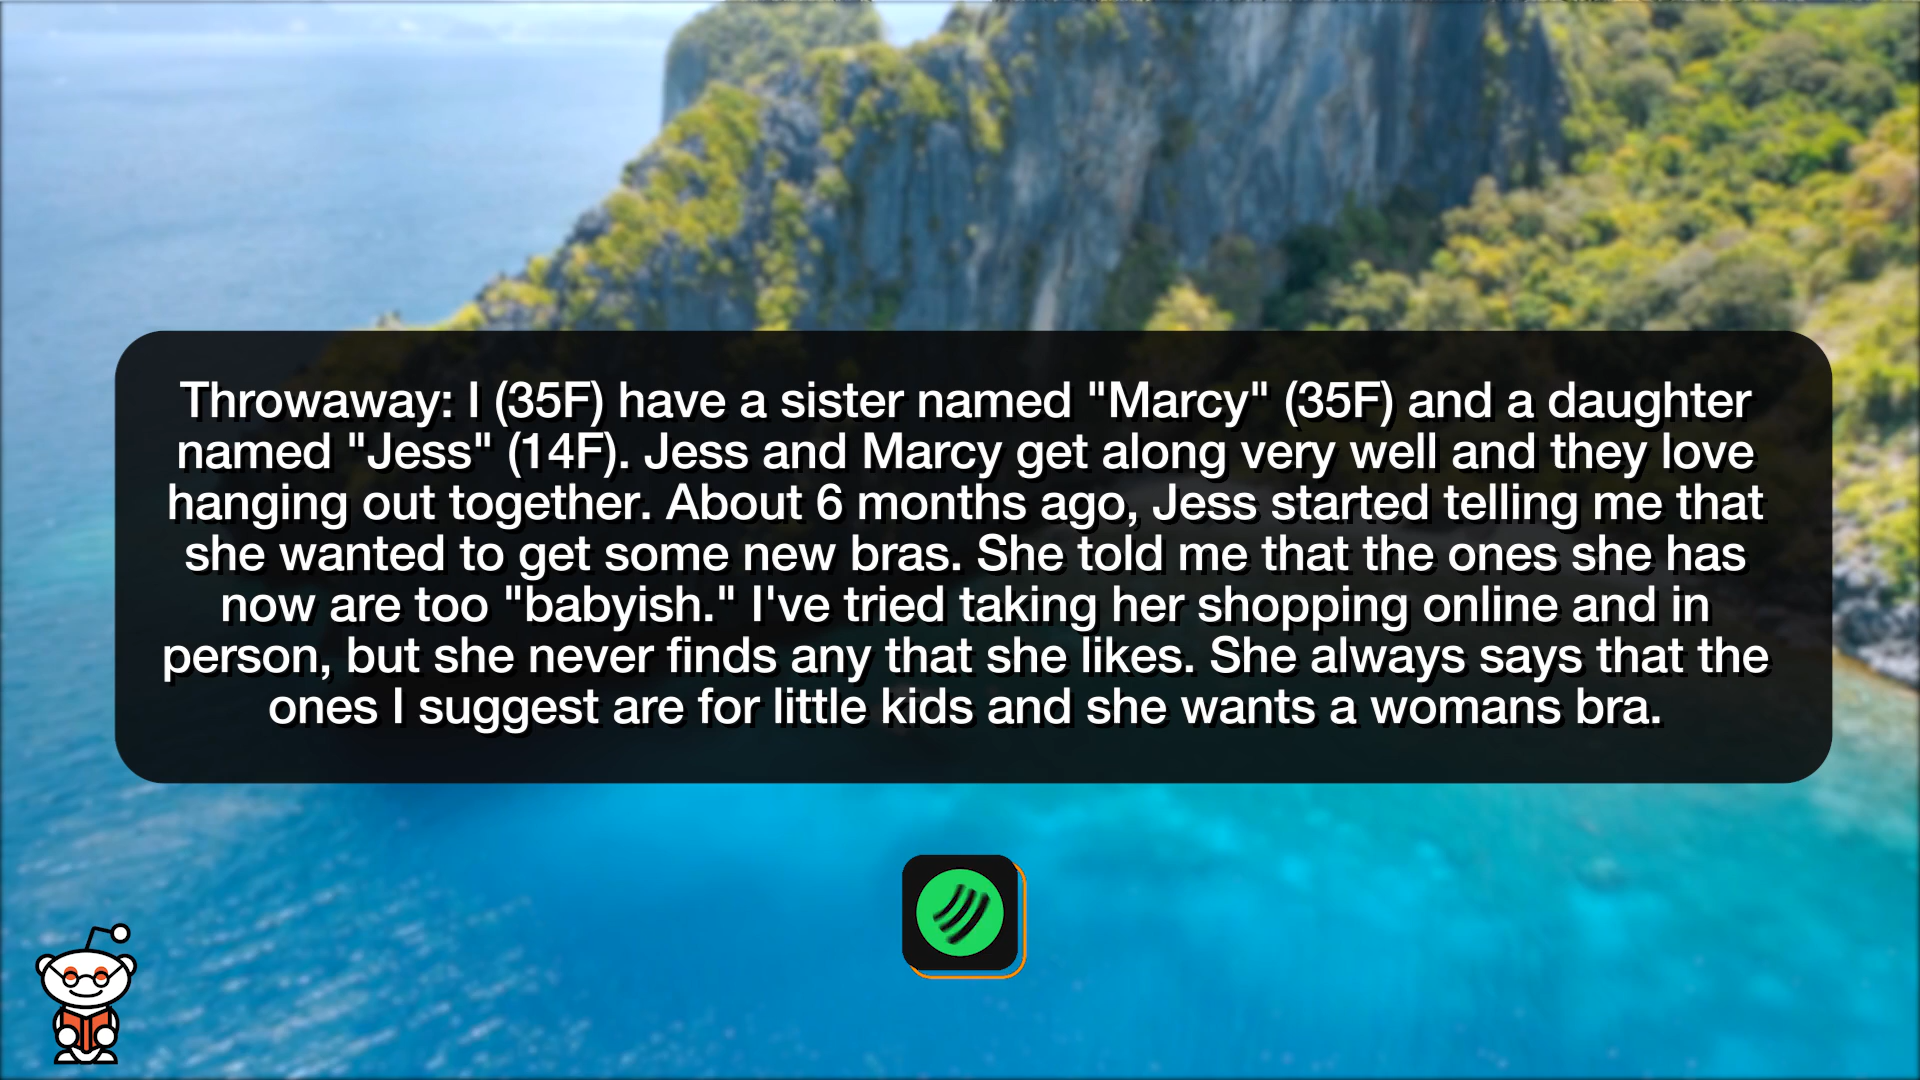 Throwaway: I (35F) have a sister named "Marcy" (35F) and a daughter
named "Jess" (14F). Jess and Marcy get along very well and they love
hanging out together. About 6 months ago, Jess started telling me that
she wanted to get some new bras. She told me that the ones she has
now are too "babyish." I've tried taking her shopping online and in
person, but she never finds any that she likes. She always says that the
ones I suggest are for little kids and she wants a womans bra.